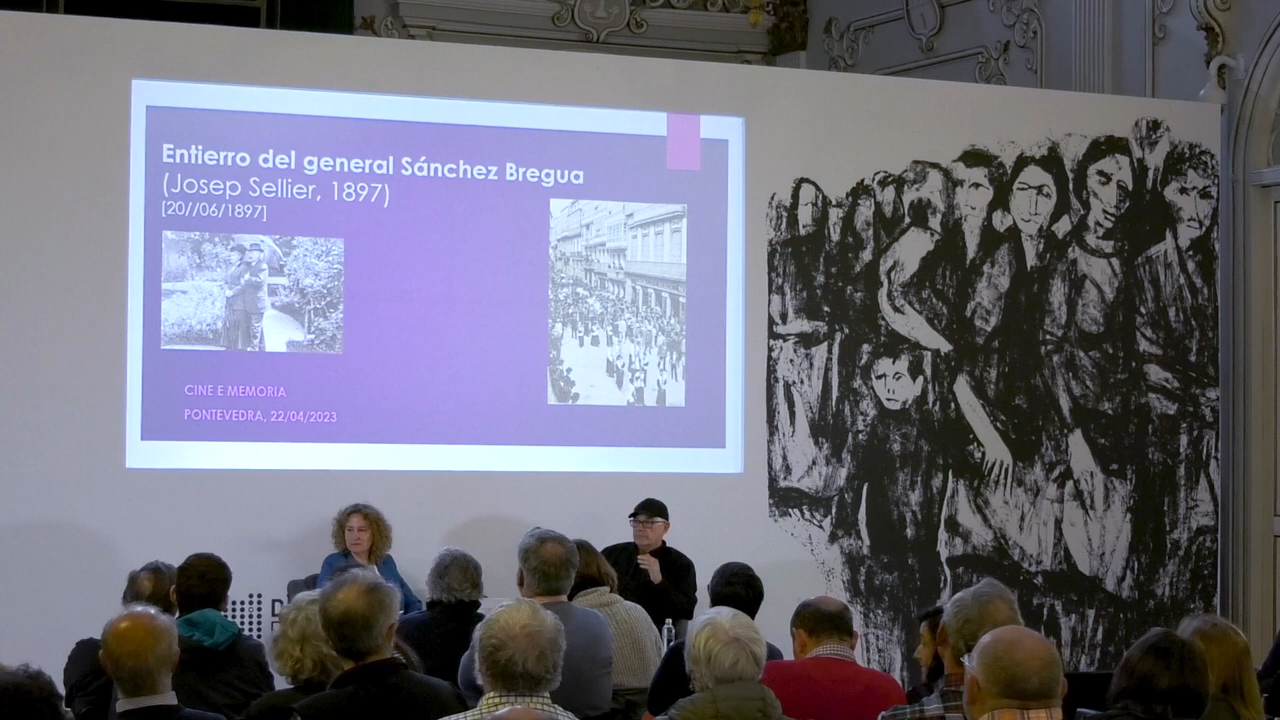 Entierro del general Sánchez Bregua
(Josep Sellier, 1897)
[20//06/1897]
CINE E MEMORIA
PONTEVEDRA, 22/04/2023